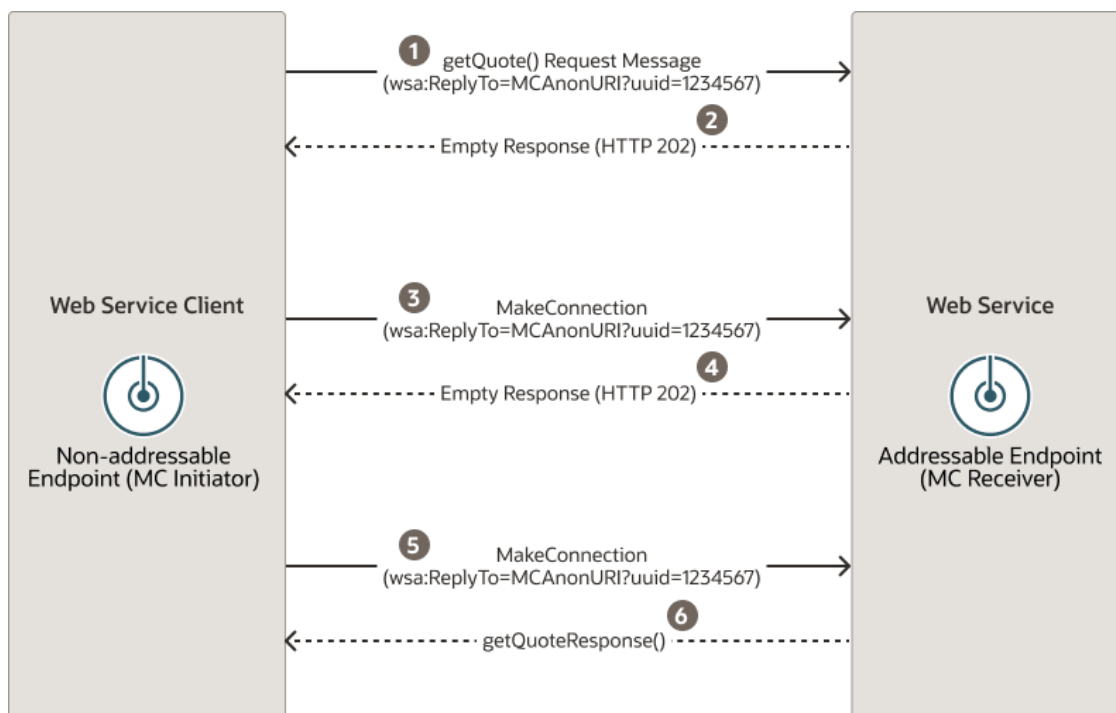 1
getQuote() Request Message
(wsa:ReplyTo=MCAnonURI?uuid=1234567)
2
Empty Response (HTTP 202)
3
MakeConnection
(wsa:ReplyTo=MCAnonURI?uuid=1234567)
Web Service Client
Web Service
4
Empty Response (HTTP 202)
Non-addressable
Endpoint (MC Initiator)
Addressable Endpoint
(MC Receiver)
5
MakeConnection
(wsa:ReplyTo=MCAnonURI?uuid=1234567)
6
getQuoteResponse()